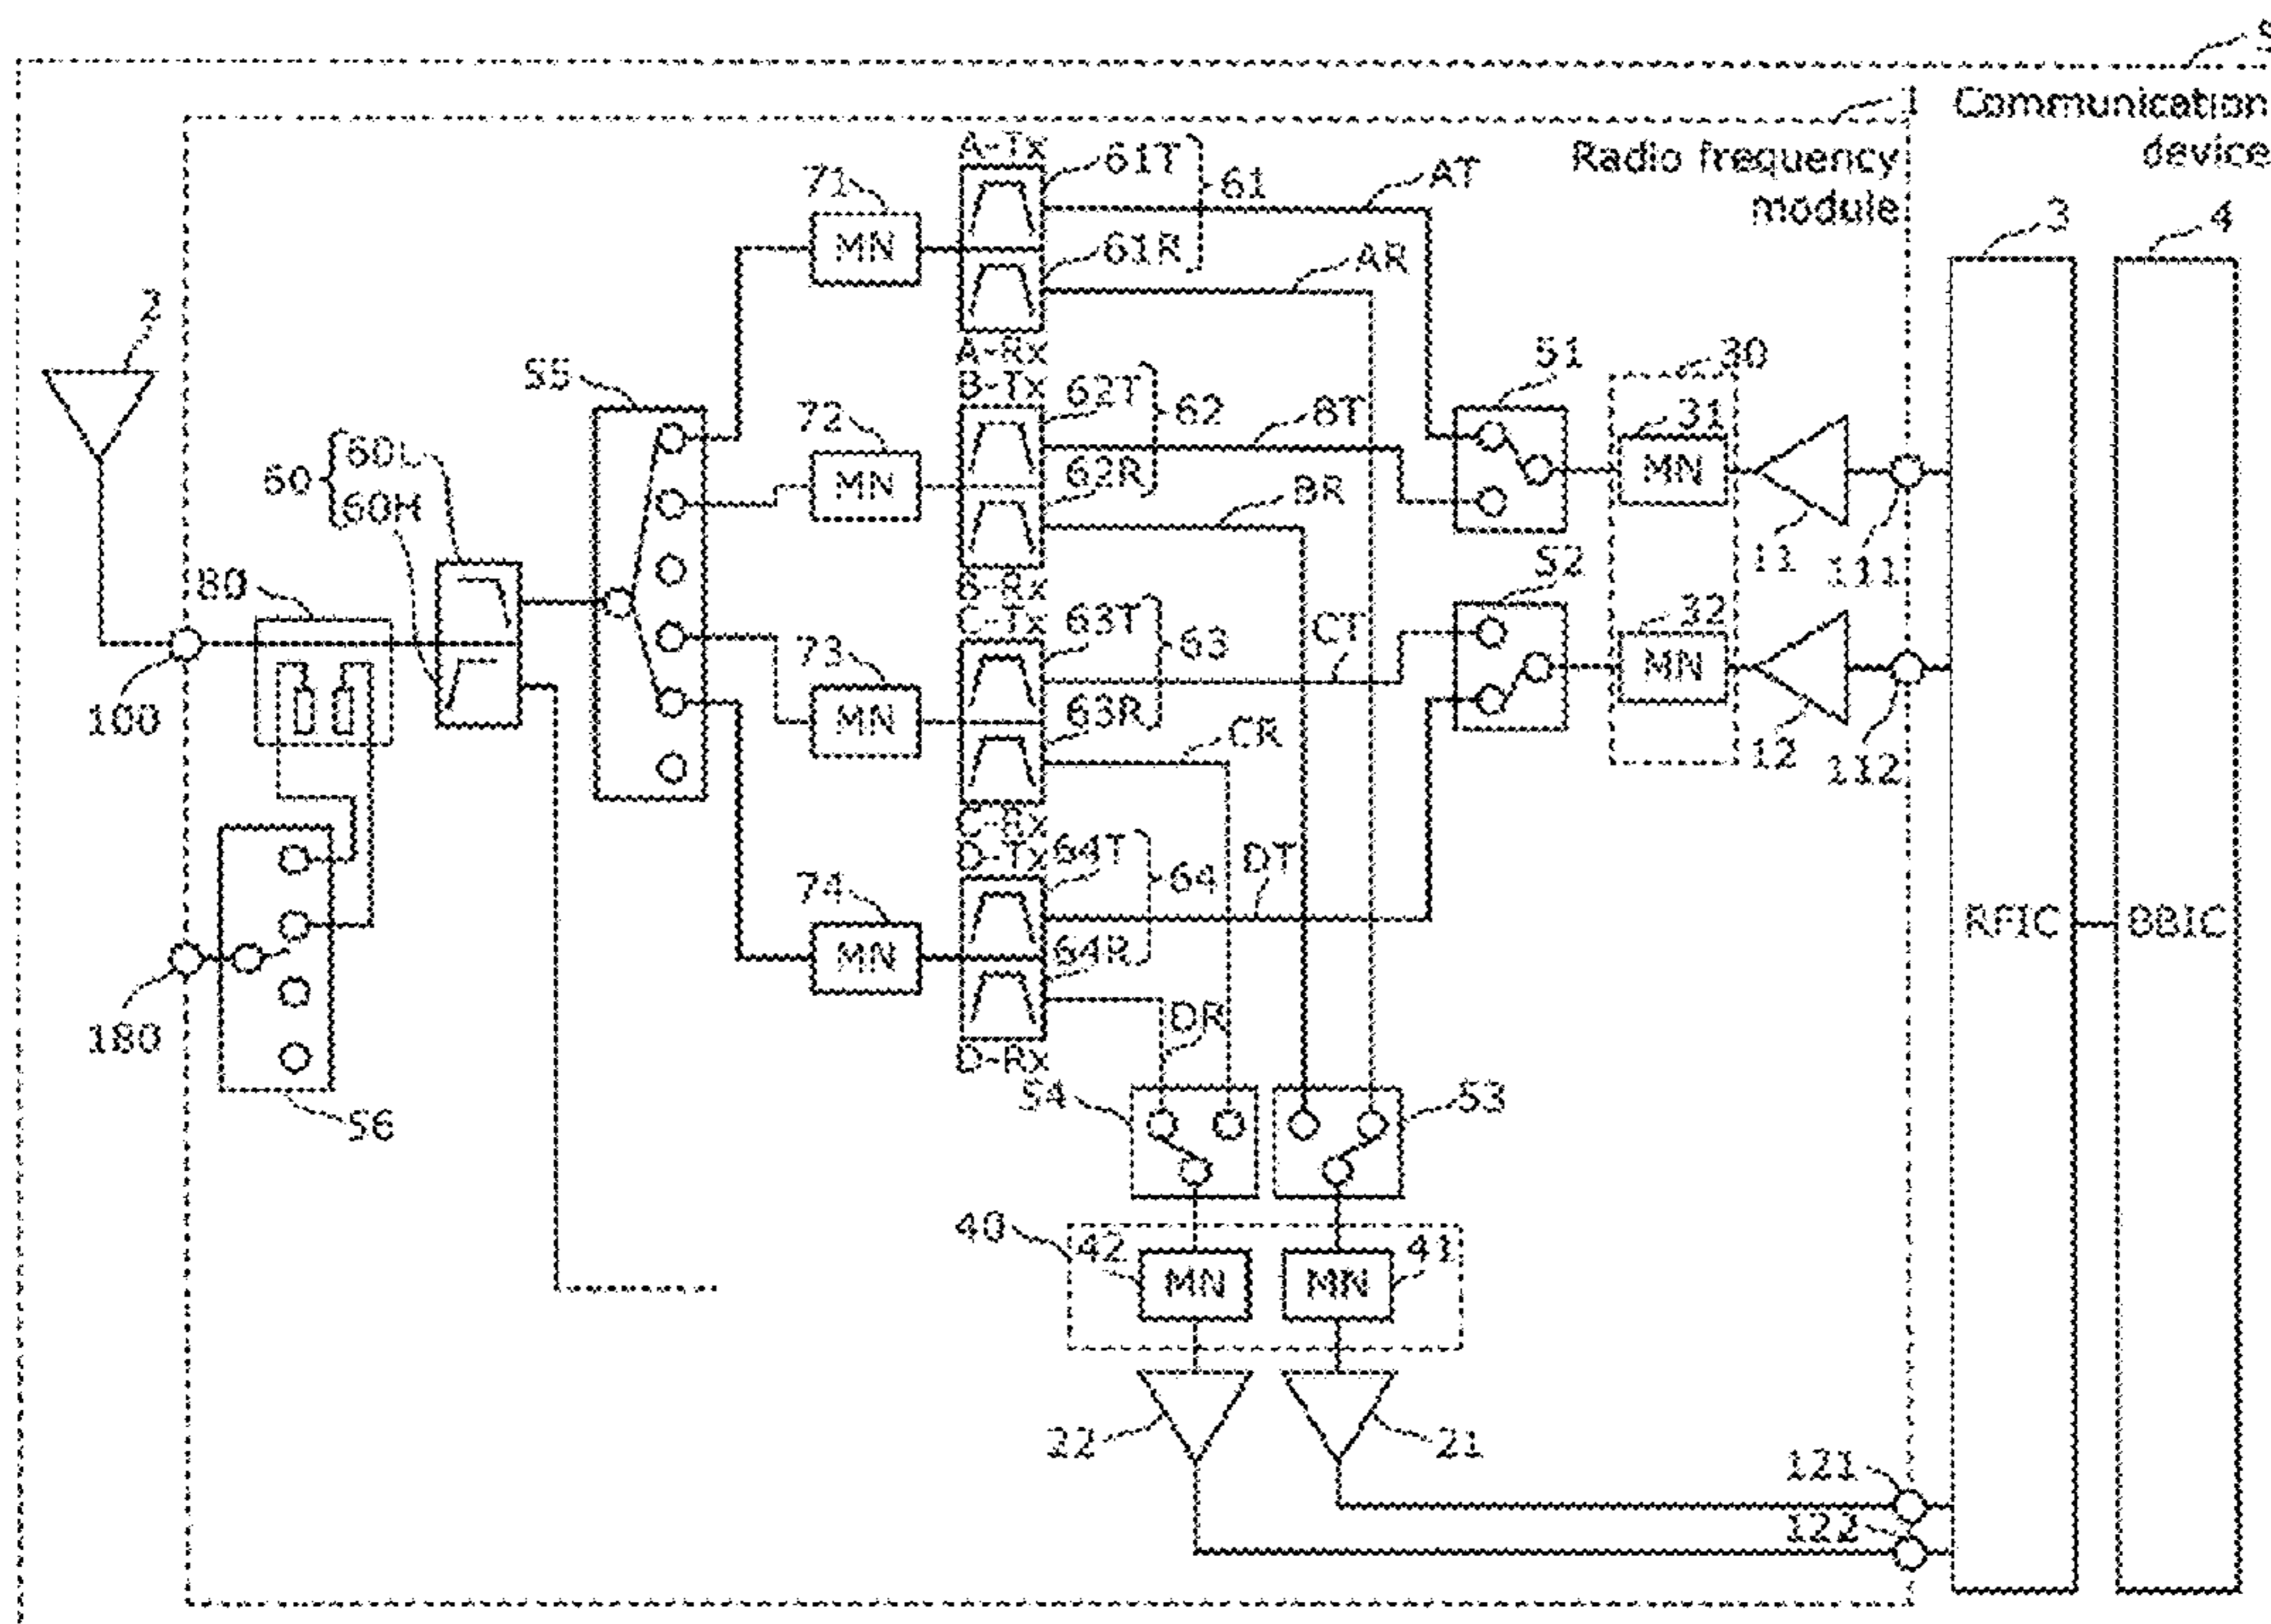 5
1
Communication
device
Radio frequency
module
A-Tx
61T
61
AT
71
MN
61R
AR
3
4
2
A-Rx
B-Tx
51
30
55
62T
62
BT
31
72
MN
MN
60
60L
60H
62R
BR
11
111
B-Rx
C-Tx
52
80
63T
63
CT
32
73
MN
MN
100
63R
CR
12
112
C-Rx
D-Tx
64T
64
DT
74
MN
64R
RFIC
BBIC
180
DR
D-Rx
54
53
56
40
42
MN
MN
41
22
21
121
122